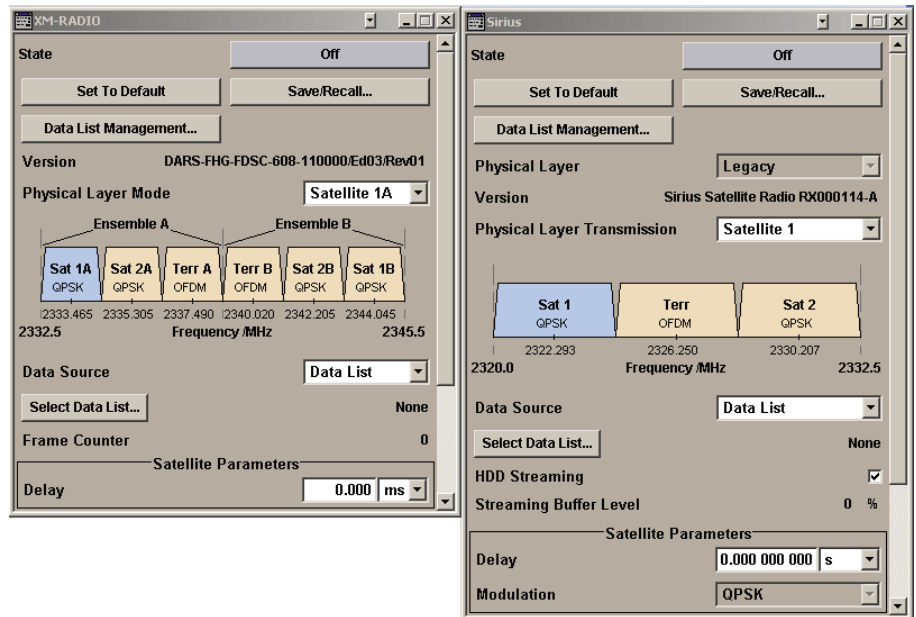 XM-RADIO
State Off
Set To Default Save/Recall...
Data List Management...
Version DARS-FHG-FDSC-608-110000/Ed03/Rev01
Physical Layer Mode Satellite 1A
Ensemble A Ensemble B
Sat 1A Sat 2A Terr A Terr B Sat 2B Sat 1B
QPSK QPSK OFDM OFDM QPSK QPSK
2333.465 2335.305 2337.490 2340.020 2342.205 2344.045
2332.5 Frequency /MHz 2345.5
Data Source Data List
Select Data List... None
Frame Counter 0
Satellite Parameters
Delay 0.000 ms
Sirius
State Off
Set To Default Save/Recall...
Data List Management...
Physical Layer Legacy
Version Sirius Satellite Radio RX000114-A
Physical Layer Transmission Satellite 1
Sat 1 Terr Sat 2
QPSK OFDM QPSK
2322.293 2326.250 2330.207
2320.0 Frequency /MHz 2332.5
Data Source Data List
Select Data List... None
HDD Streaming
Streaming Buffer Level 0 %
Satellite Parameters
Delay 0.000 000 000 s
Modulation QPSK